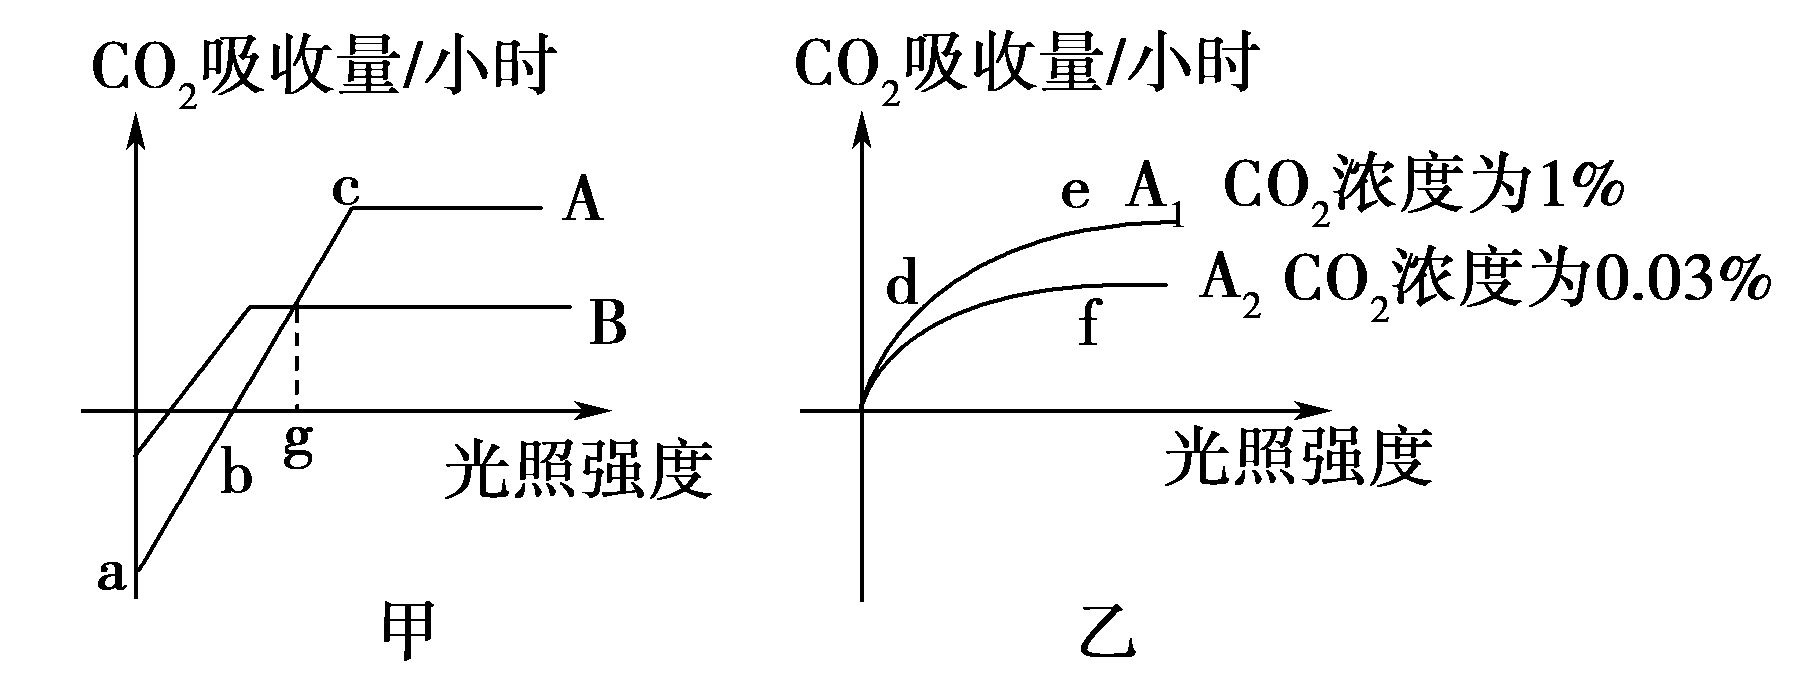 CO₂吸收量/小时
c
A
B
g
b
光照强度
a
甲
CO₂吸收量/小时
e A₁ CO₂浓度为1%
d
A₂ CO₂浓度为0.03%
f
光照强度
乙